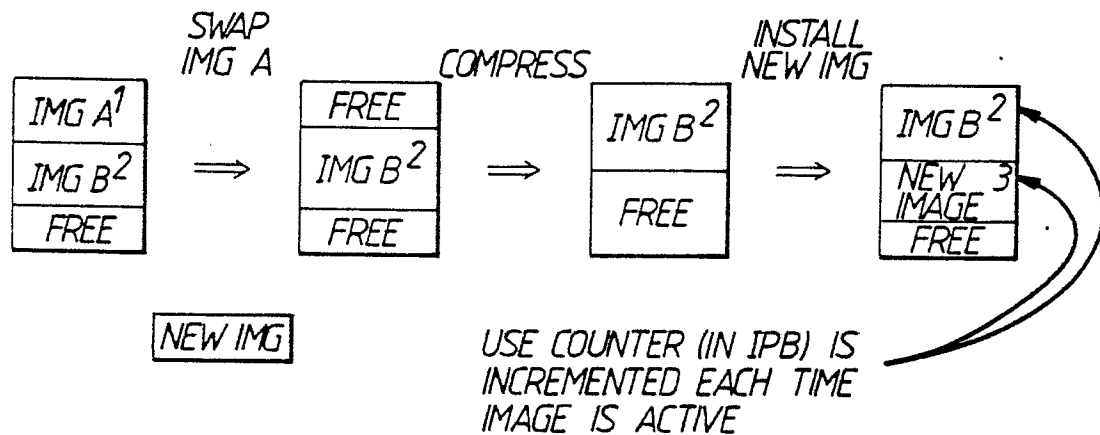 SWAP
IMG A
COMPRESS
INSTALL
NEW IMG
IMG A1
IMG B2
FREE
FREE
IMG B2
FREE
IMG B2
FREE
IMG B2
NEW 3
IMAGE
FREE
NEW IMG
USE COUNTER (IN IPB) IS
INCREMENTED EACH TIME
IMAGE IS ACTIVE